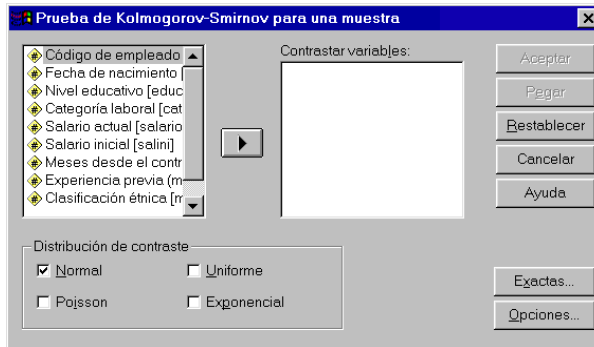 Prueba de Kolmogorov-Smirnov para una muestra
Código de empleado
Fecha de nacimiento [
Nivel educativo [educ
Categoría laboral [cat
Salario actual [salario
Salario inicial [salini]
Meses desde el contr
Experiencia previa (m
Clasificación étnica [m
Contrastar variables:
Aceptar
Pegar
Restablecer
Cancelar
Ayuda
Distribución de contraste
Normal
Uniforme
Poisson
Exponencial
Exactas...
Opciones...